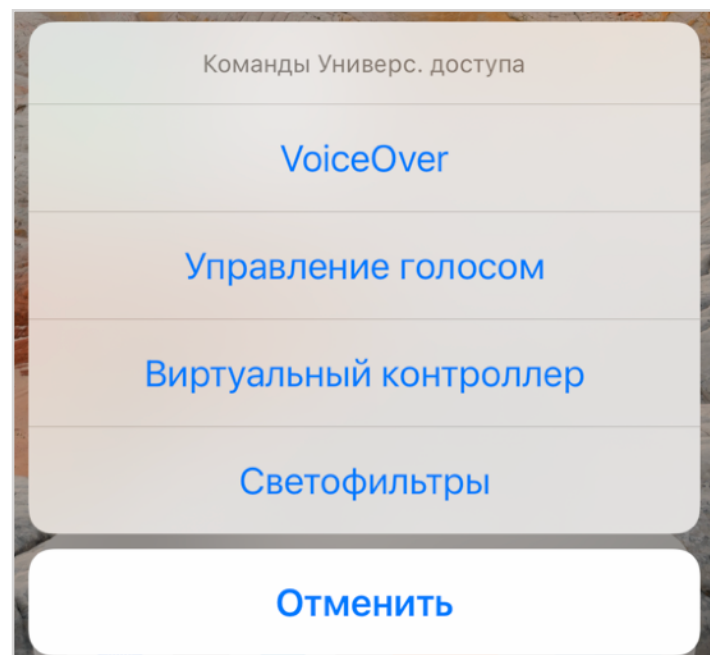 Команды Универс. доступа
VoiceOver
Управление голосом
Виртуальный контроллер
Светофильтры
Отменить